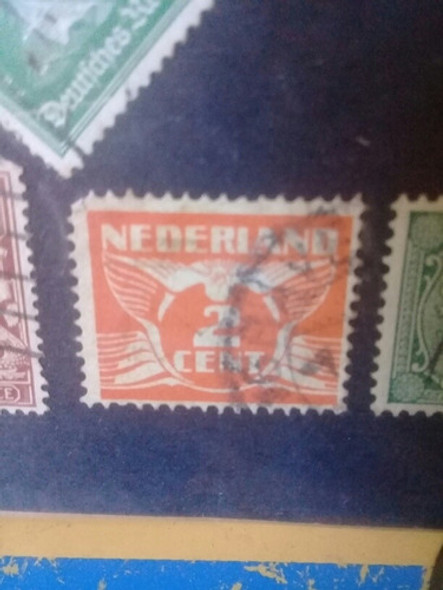 Deutsches
NEDERLAND
2
CENT